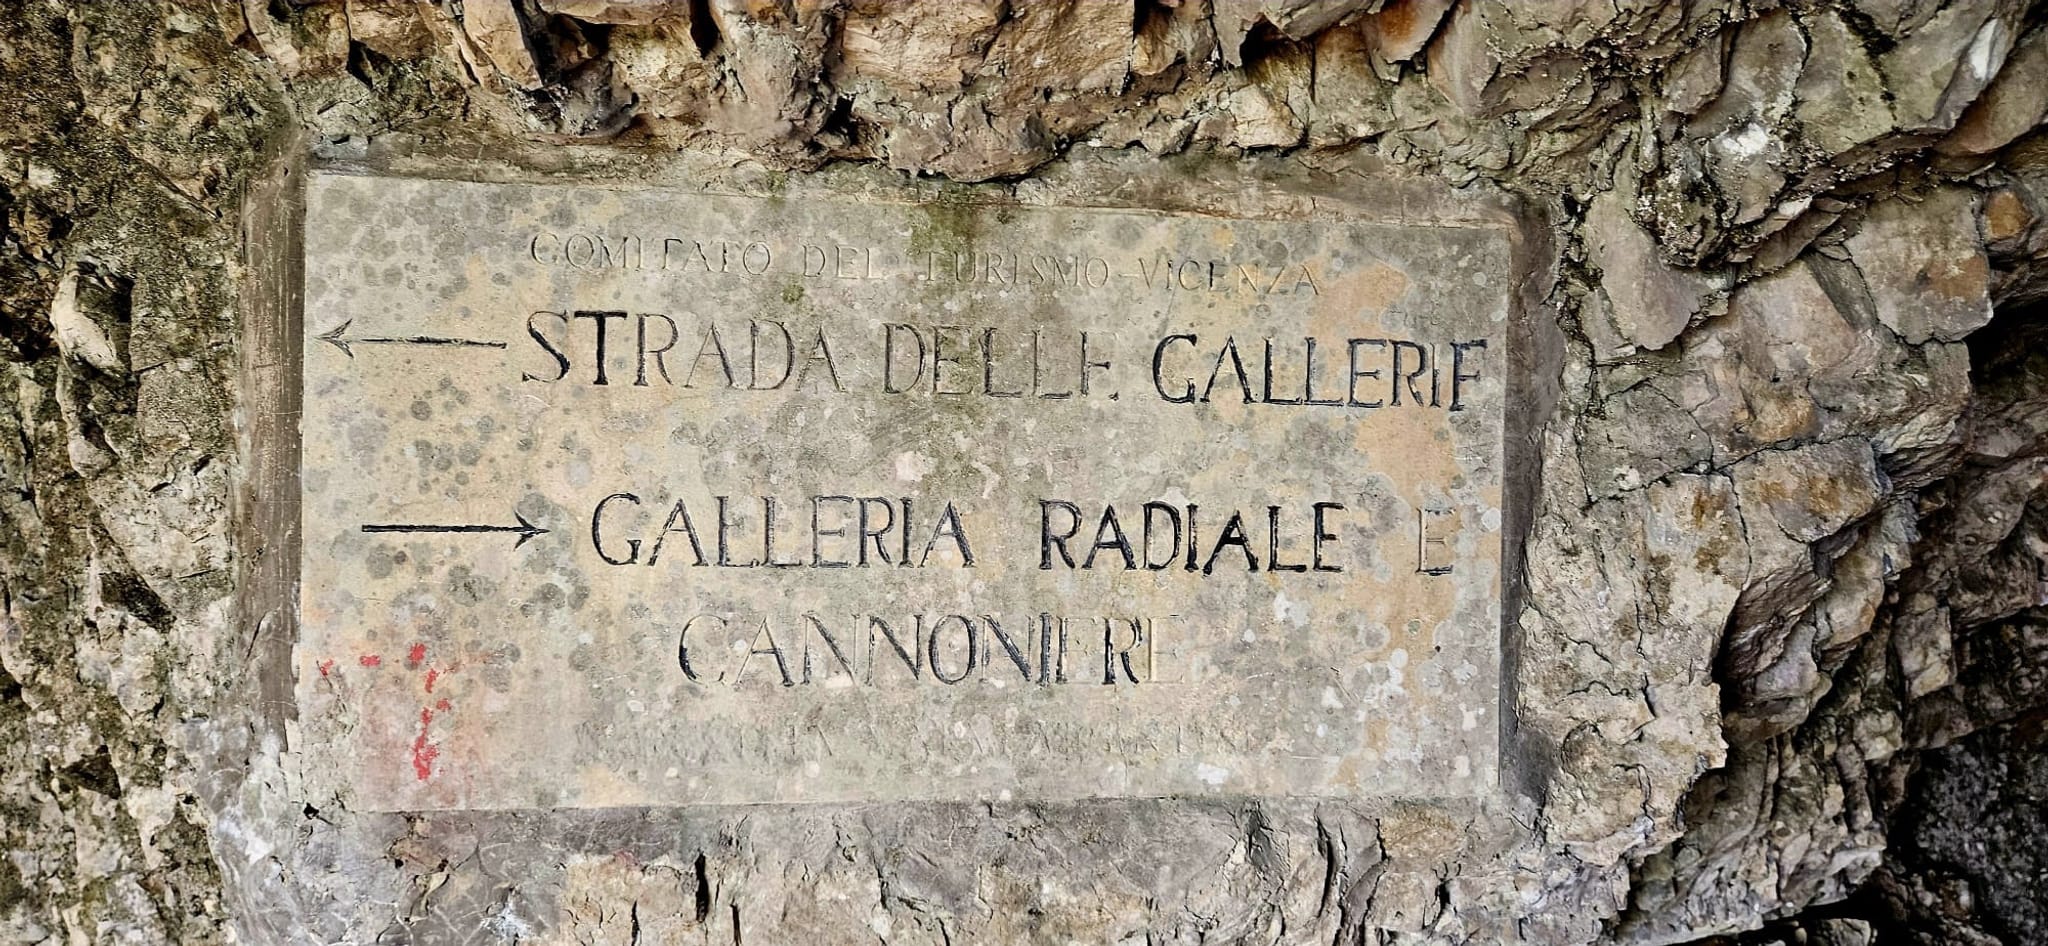 COMITATO DEL TURISMO - VICENZA
← STRADA DELLE GALLERIE
→ GALLERIA RADIALE E
CANNONIERE